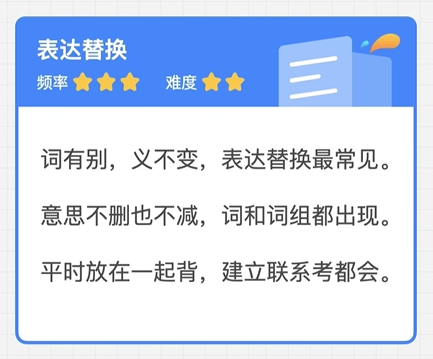 表达替换
频率 难度
词有别，义不变，表达替换最常见。
意思不删也不减，词和词组都出现。
平时放在一起背，建立联系考都会。